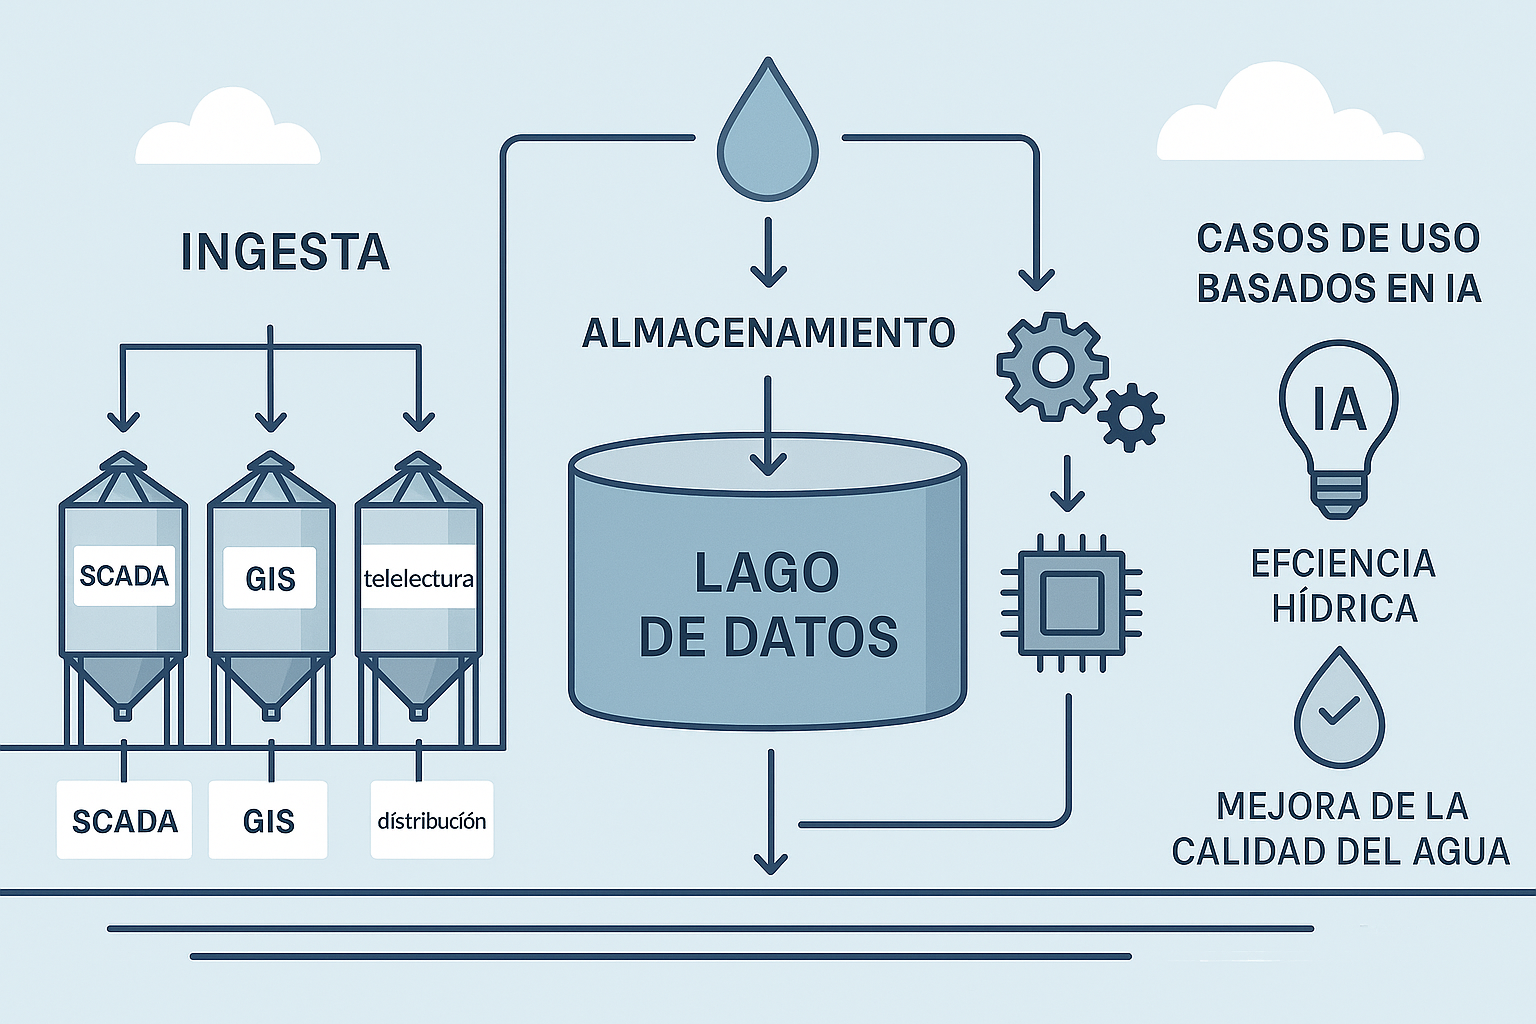 INGESTA
SCADA
GIS
telelectura
SCADA
GIS
dístribucíón
ALMACENAMIENTO
LAGO
DE DATOS
CASOS DE USO
BASADOS EN IA
IA
EFCIENCIA
HÍDRICA
MEJORA DE LA
CALIDAD DEL AGUA